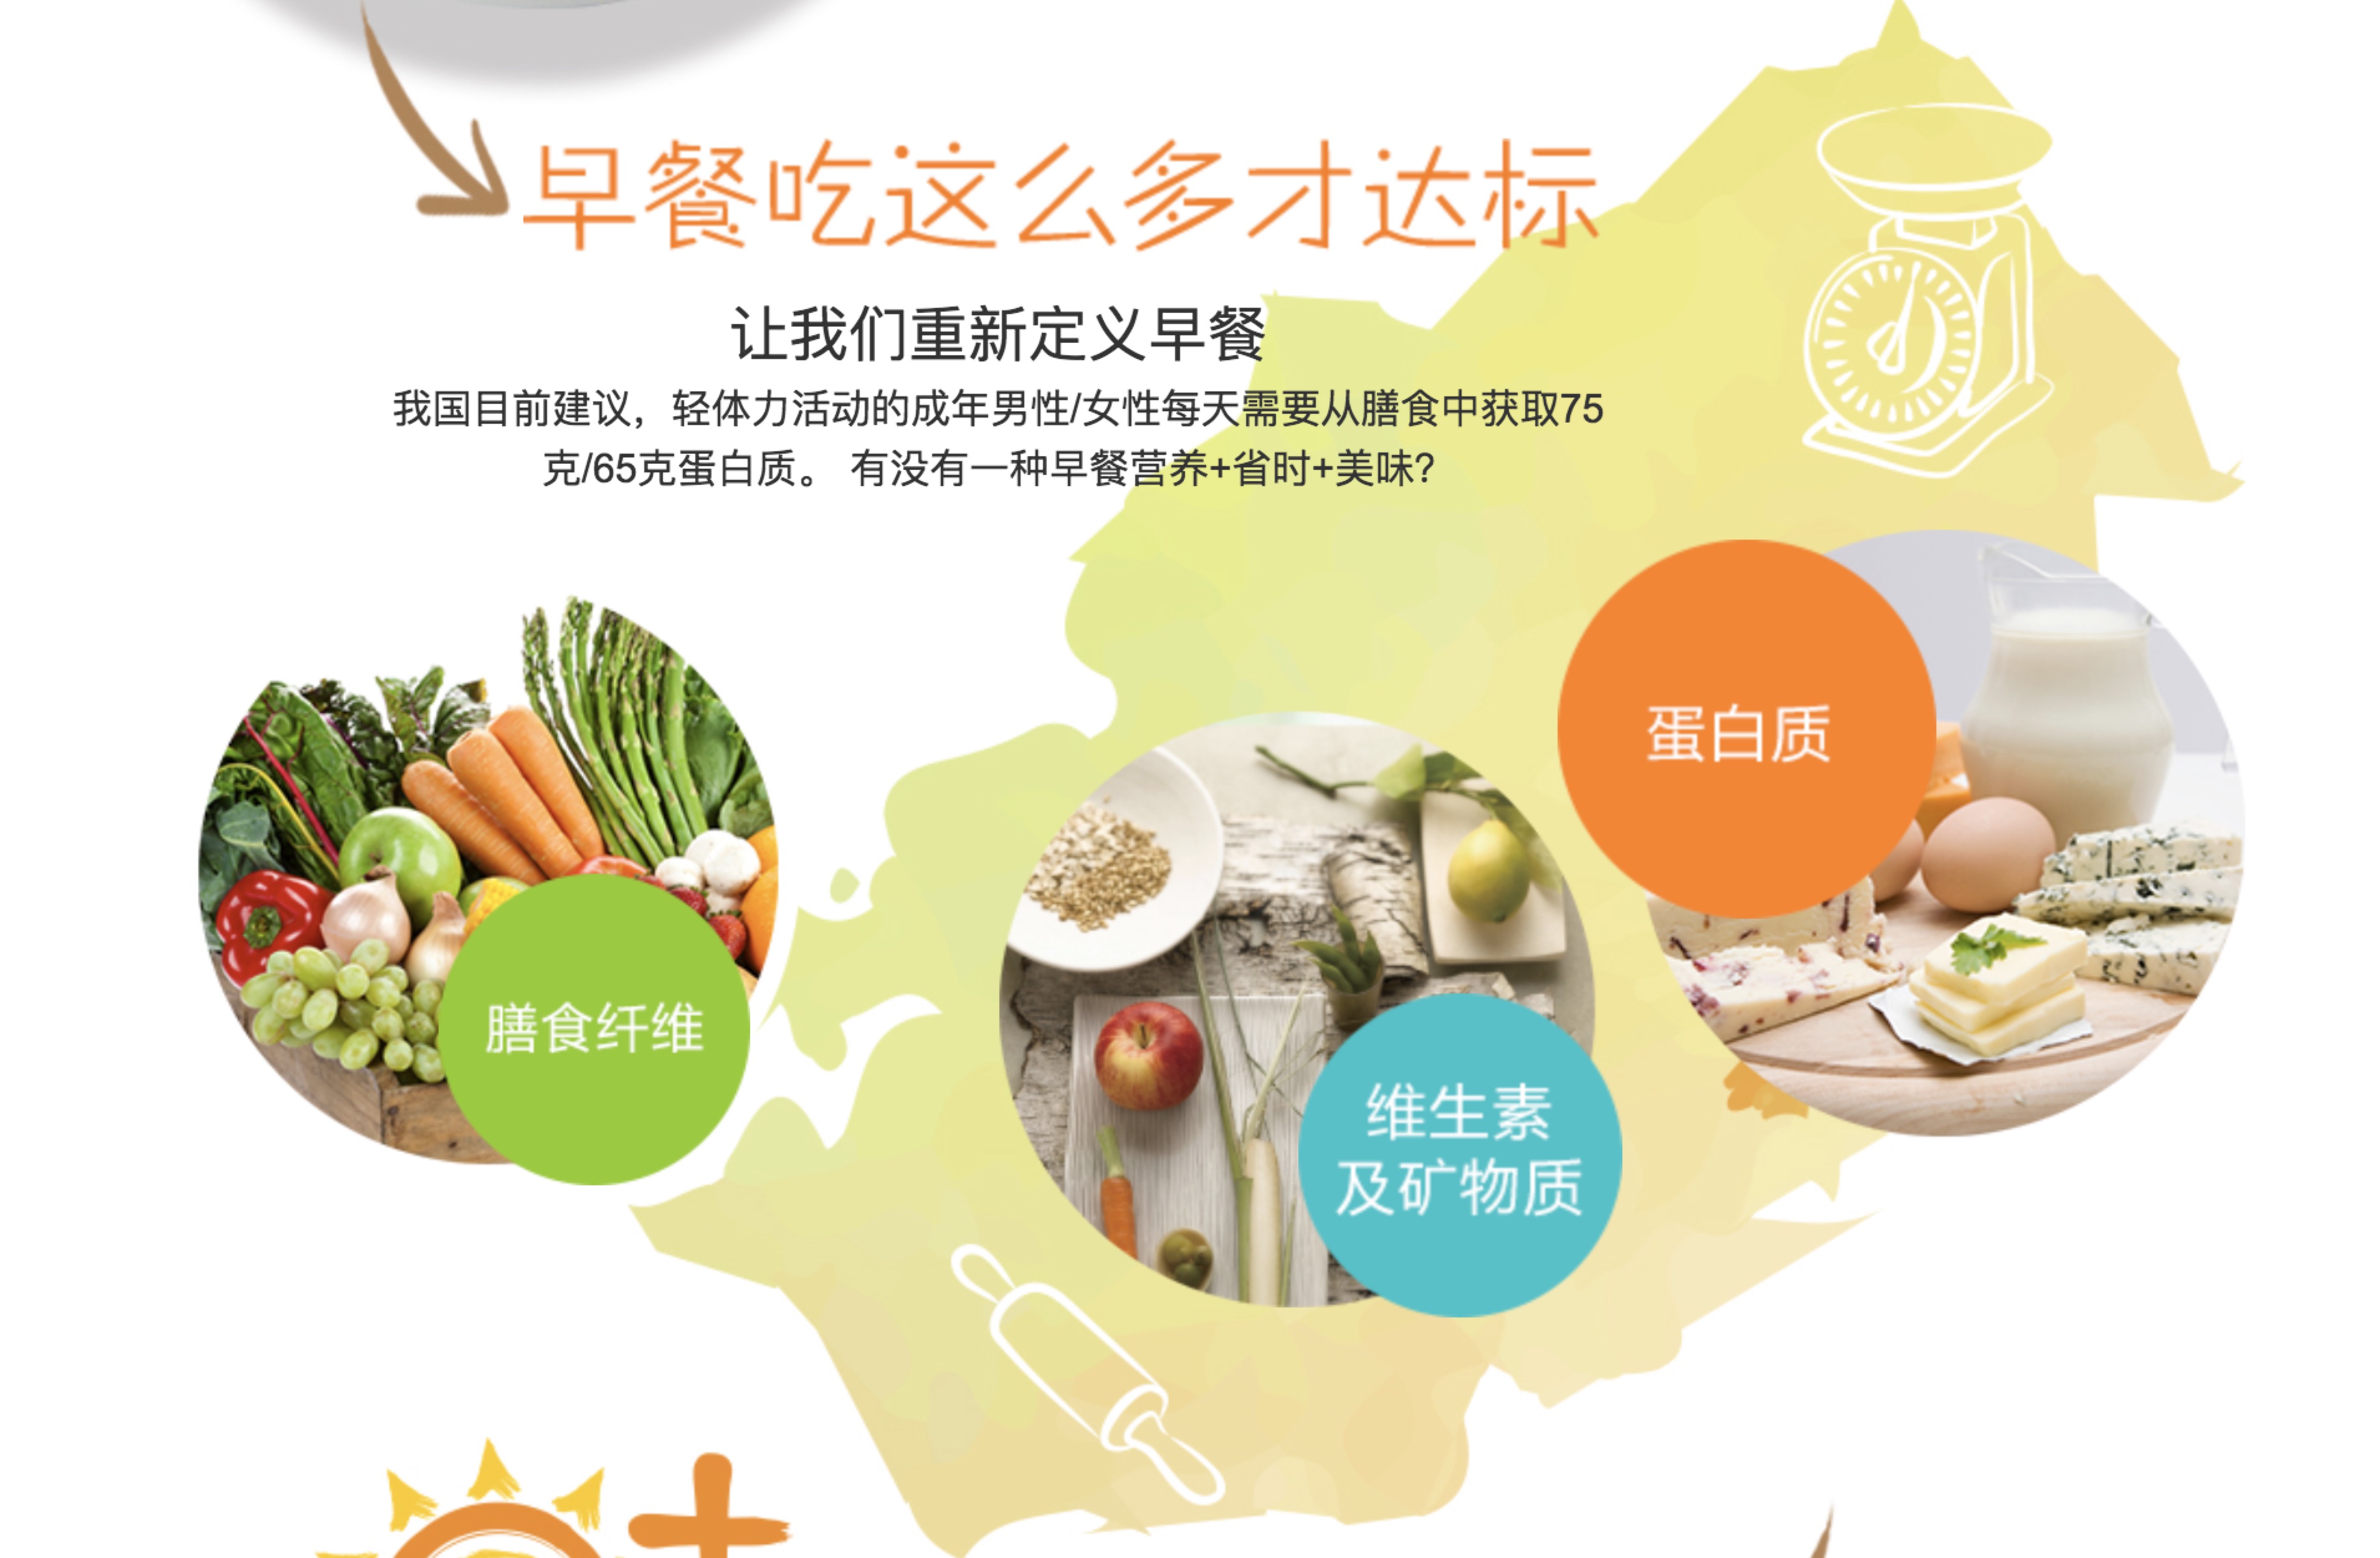 早餐吃这么多才达标
让我们重新定义早餐
我国目前建议，轻体力活动的成年男性/女性每天需要从膳食中获取75
克/65克蛋白质。 有没有一种早餐营养+省时+美味?
蛋白质
膳食纤维
维生素
及矿物质